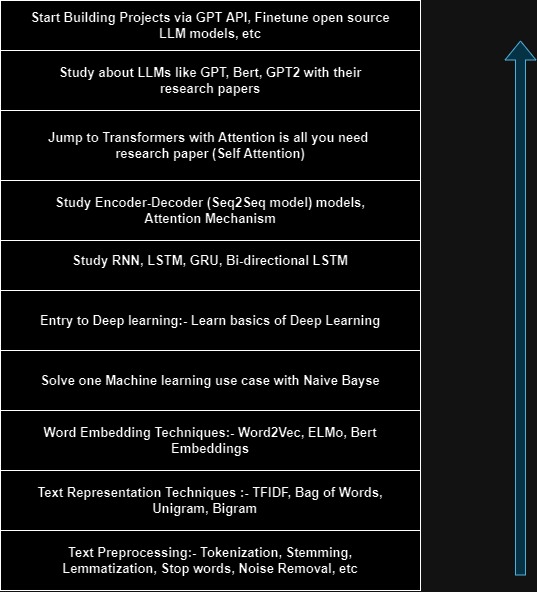 Start Building Projects via GPT API, Finetune open source
LLM models, etc
Study about LLMs like GPT, Bert, GPT2 with their
research papers
Jump to Transformers with Attention is all you need
research paper (Self Attention)
Study Encoder-Decoder (Seq2Seq model) models,
Attention Mechanism
Study RNN, LSTM, GRU, Bi-directional LSTM
Entry to Deep learning:- Learn basics of Deep Learning
Solve one Machine learning use case with Naive Bayse
Word Embedding Techniques:- Word2Vec, ELMo, Bert
Embeddings
Text Representation Techniques :- TFIDF, Bag of Words,
Unigram, Bigram
Text Preprocessing:- Tokenization, Stemming,
Lemmatization, Stop words, Noise Removal, etc